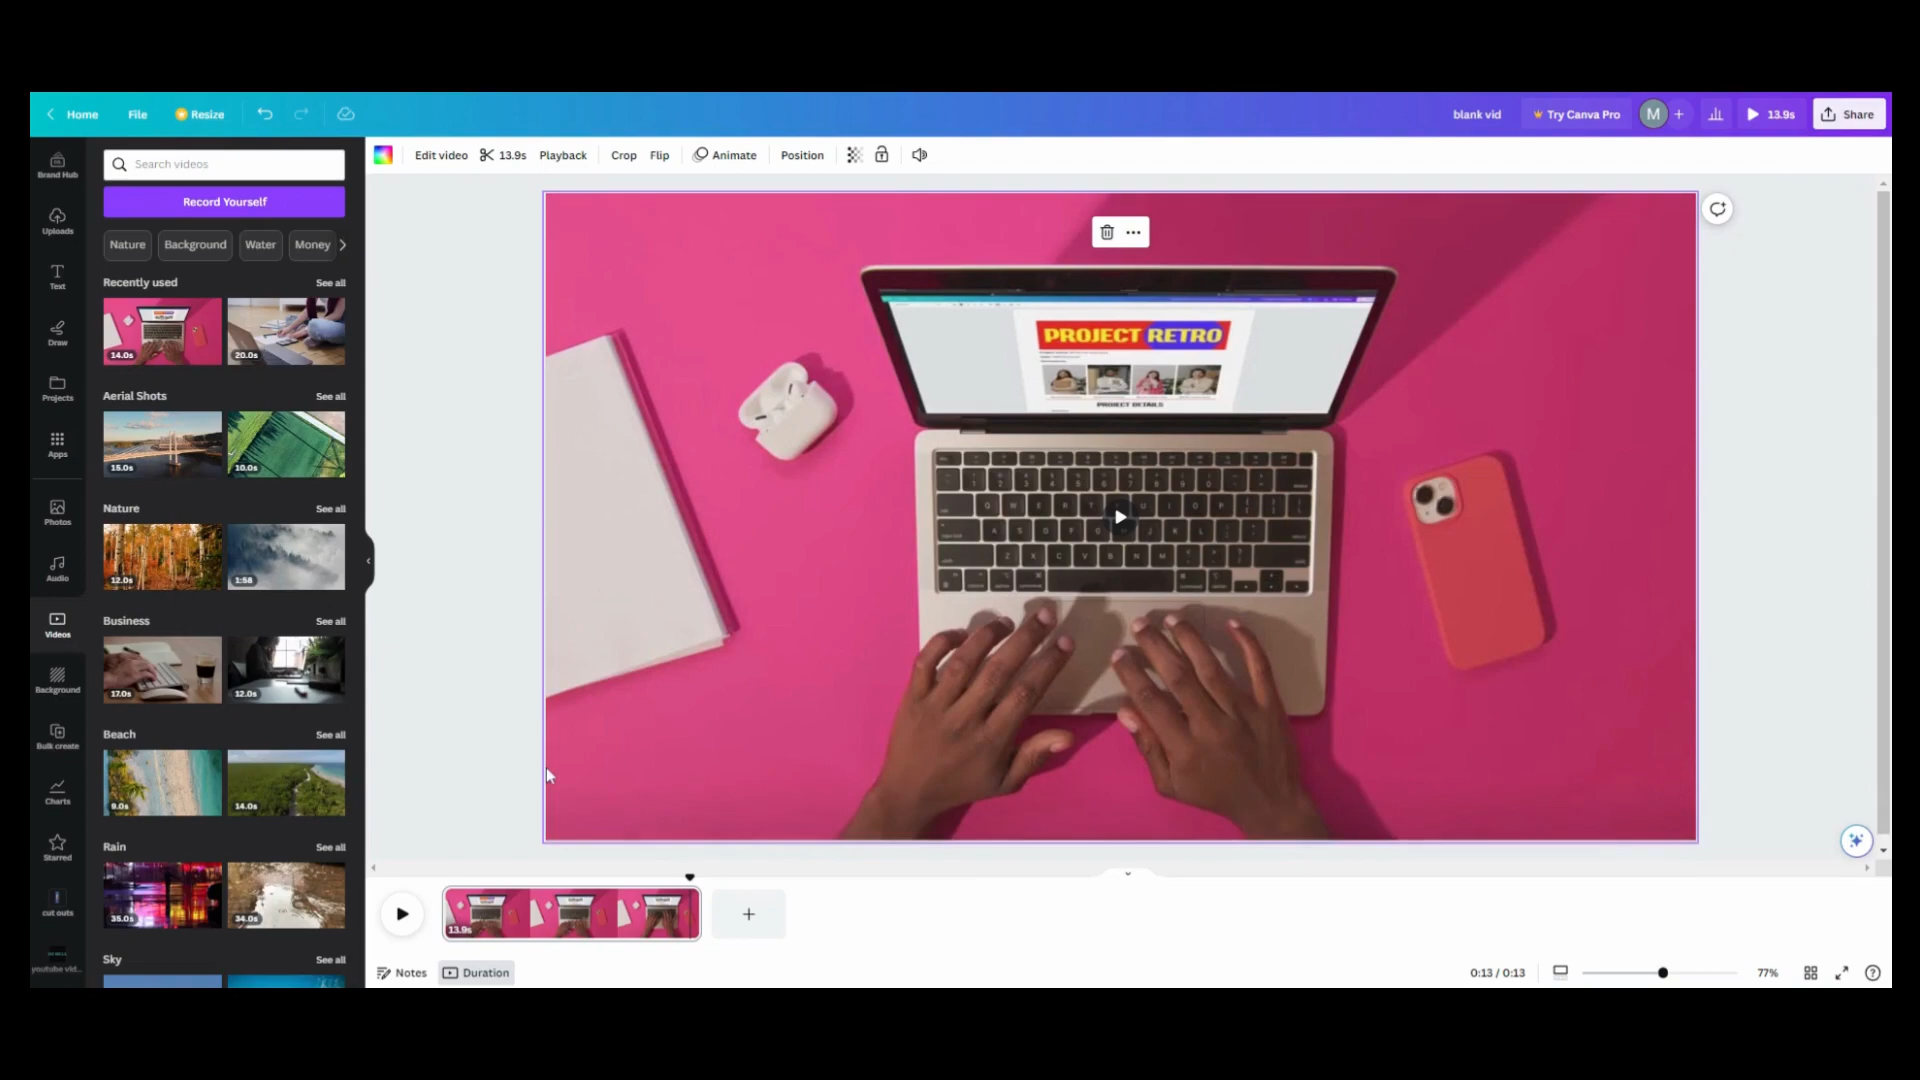 Home File Resize blank vid Try Canva Pro M 13.9s Share
Brand Hub
Uploads
Text
Draw
Projects
Apps
Photos
Audio
Videos
Background
Bulk create
Charts
Starred
cut outs
youtube vid...
Search videos
Record Yourself
Nature Background Water Money
Recently used See all
14.0s 20.0s
Aerial Shots See all
15.0s 10.0s
Nature See all
12.0s 1:58
Business See all
17.0s 12.0s
Beach See all
9.0s 14.0s
Rain See all
35.0s 34.0s
Sky See all
Edit video 13.9s Playback Crop Flip Animate Position
PROJECT RETRO
PROJECT DETAILS
13.9s
Notes Duration 0:13 / 0:13 77%